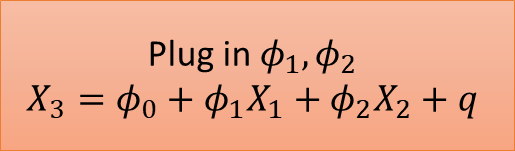 Plug in ϕ₁, ϕ₂
X₃ = ϕ₀ + ϕ₁X₁ + ϕ₂X₂ + q